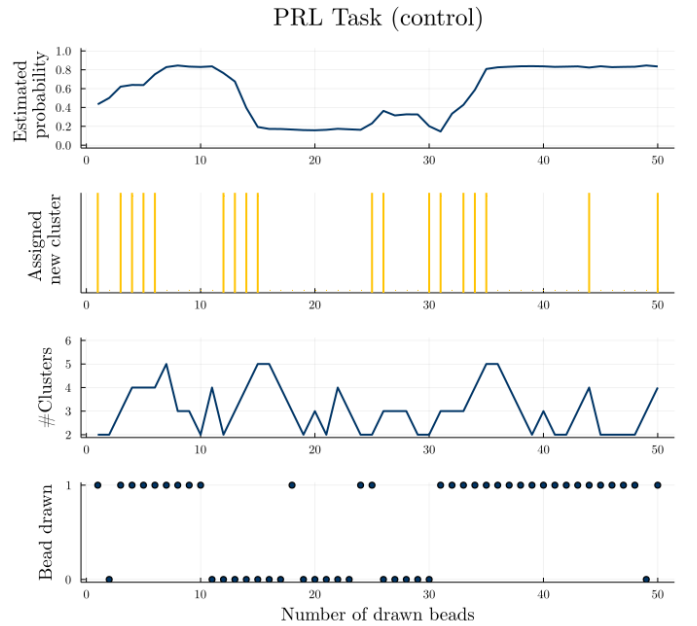 PRL Task (control)
Estimated
probability
1.0
0.8
0.6
0.4
0.2
0.0
0 10 20 30 40 50
Assigned
new cluster
0 10 20 30 40 50
#Clusters
6
5
4
3
2
0 10 20 30 40 50
Bead drawn
1
0
0 10 20 30 40 50
Number of drawn beads